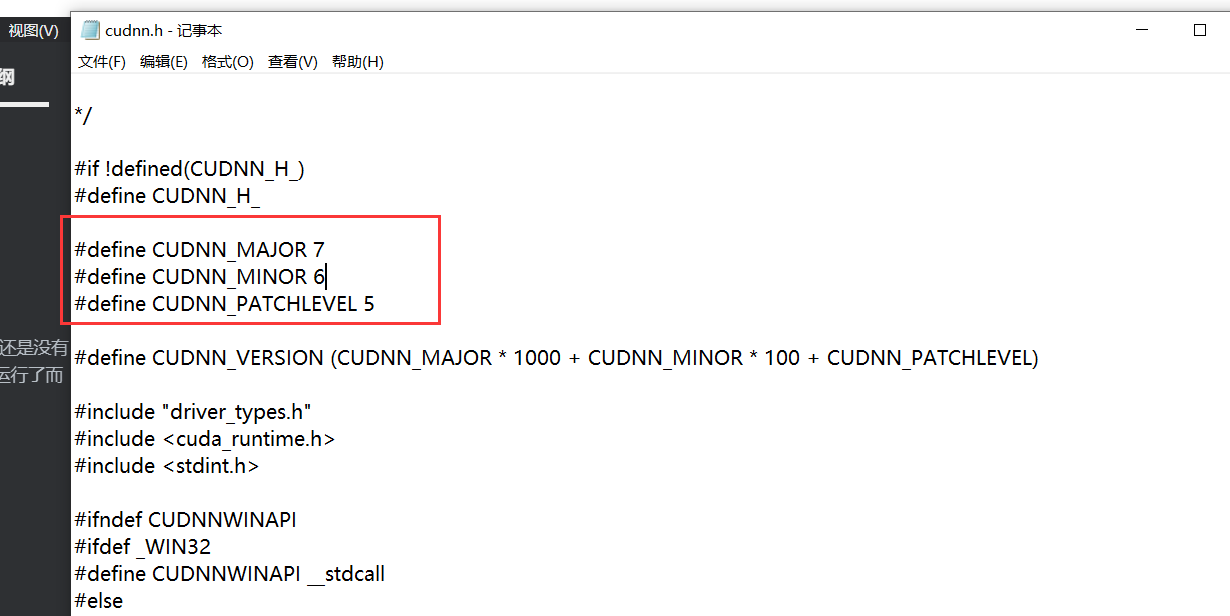 视图(V)
cudnn.h - 记事本
文件(F) 编辑(E) 格式(O) 查看(V) 帮助(H)
纲
*/
#if !defined(CUDNN_H_)
#define CUDNN_H_
#define CUDNN_MAJOR 7
#define CUDNN_MINOR 6
#define CUDNN_PATCHLEVEL 5
还是没有
#define CUDNN_VERSION (CUDNN_MAJOR * 1000 + CUDNN_MINOR * 100 + CUDNN_PATCHLEVEL)
运行了而
#include "driver_types.h"
#include <cuda_runtime.h>
#include <stdint.h>
#ifndef CUDNNWINAPI
#ifdef _WIN32
#define CUDNNWINAPI __stdcall
#else